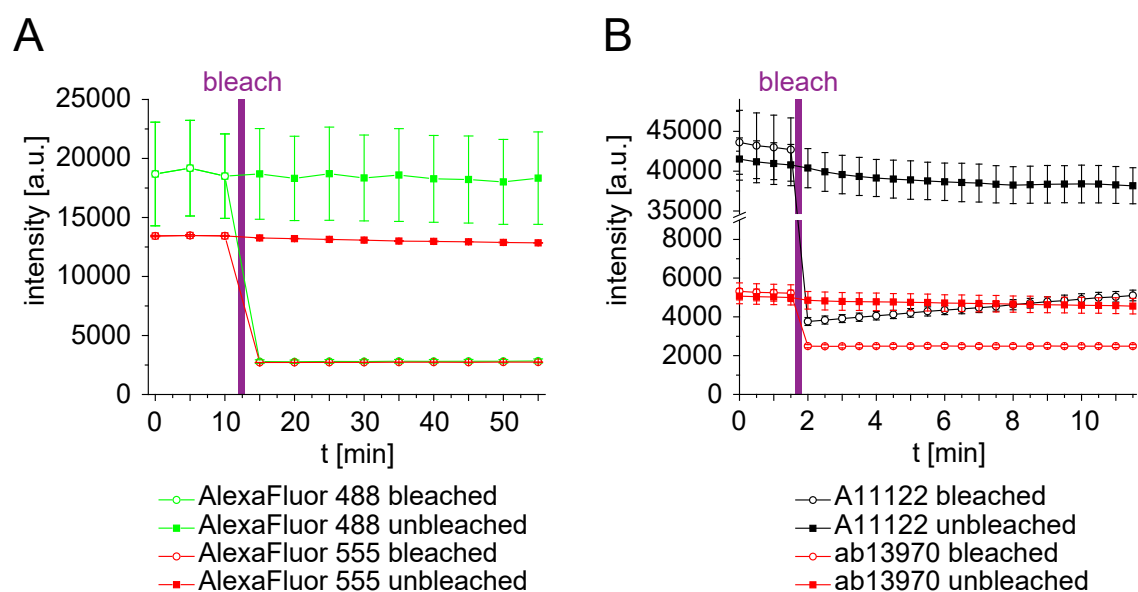 A
bleach
25000
20000
15000
10000
5000
0
intensity [a.u.]
0 10 20 30 40 50
t [min]
AlexaFluor 488 bleached
AlexaFluor 488 unbleached
AlexaFluor 555 bleached
AlexaFluor 555 unbleached
B
bleach
45000
40000
35000
8000
6000
4000
2000
0
intensity [a.u.]
0 2 4 6 8 10
t [min]
A11122 bleached
A11122 unbleached
ab13970 bleached
ab13970 unbleached